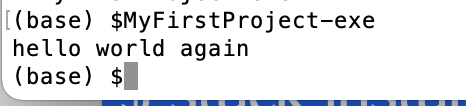 (base) $MyFirstProject-exe
hello world again
(base) $